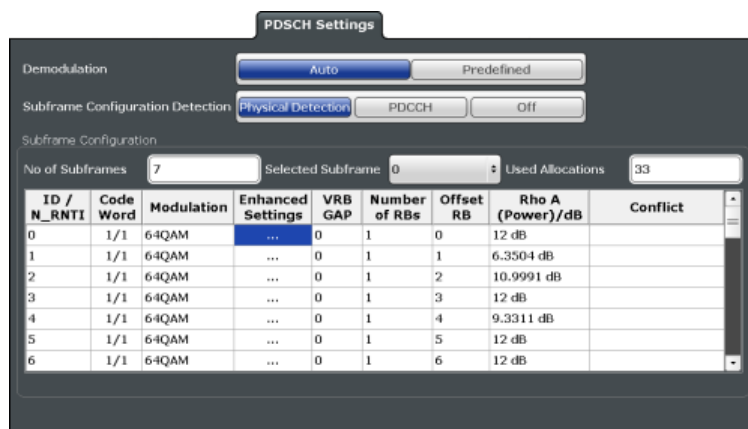 PDSCH Settings
Demodulation Auto Predefined
Subframe Configuration Detection Physical Detection PDCCH Off
Subframe Configuration
No of Subframes 7 Selected Subframe 0 Used Allocations 33
ID / N_RNTI Code Word Modulation Enhanced Settings VRB GAP Number of RBs Offset RB Rho A (Power)/dB Conflict
0 1/1 64QAM ... 0 1 0 12 dB
1 1/1 64QAM ... 0 1 1 6.3504 dB
2 1/1 64QAM ... 0 1 2 10.9991 dB
3 1/1 64QAM ... 0 1 3 12 dB
4 1/1 64QAM ... 0 1 4 9.3311 dB
5 1/1 64QAM ... 0 1 5 12 dB
6 1/1 64QAM ... 0 1 6 12 dB